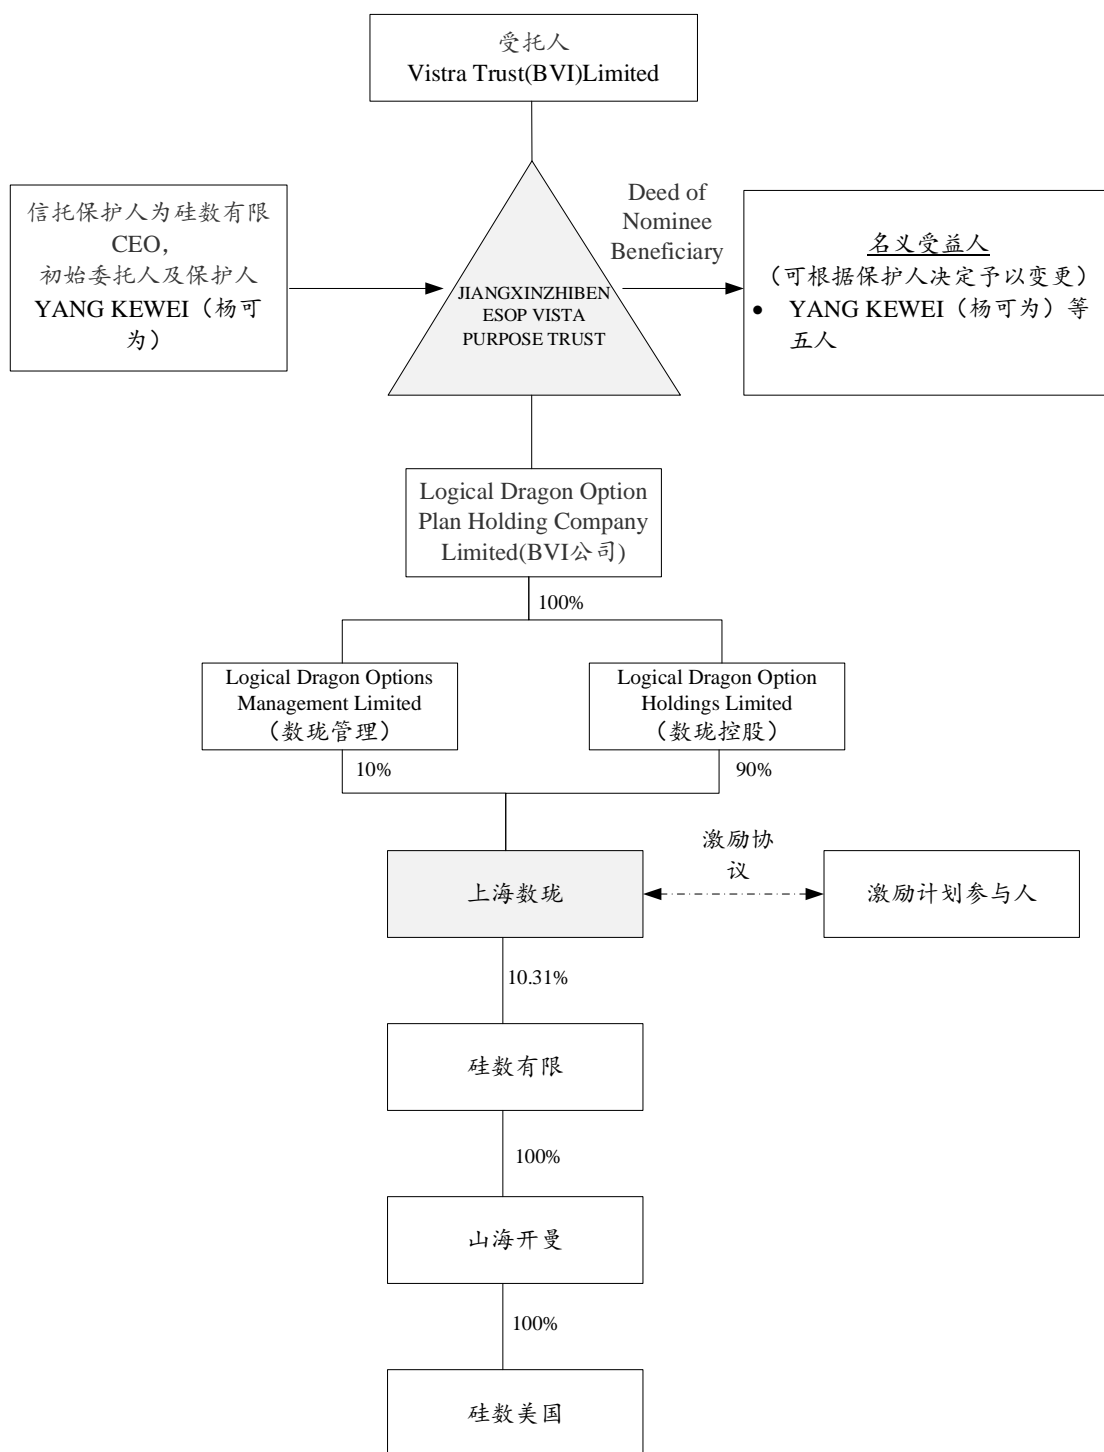 受托人
Vistra Trust(BVI)Limited
信托保护人为硅数有限
CEO，
初始委托人及保护人
YANG KEWEI（杨可
为）
JIANGXINZHIBEN
ESOP VISTA
PURPOSE TRUST
Deed of
Nominee
Beneficiary
名义受益人
（可根据保护人决定予以变更）
• YANG KEWEI（杨可为）等
五人
Logical Dragon Option
Plan Holding Company
Limited(BVI公司)
100%
Logical Dragon Options
Management Limited
（数珑管理）
Logical Dragon Option
Holdings Limited
（数珑控股）
10%
90%
上海数珑
激励协
议
激励计划参与人
10.31%
硅数有限
100%
山海开曼
100%
硅数美国